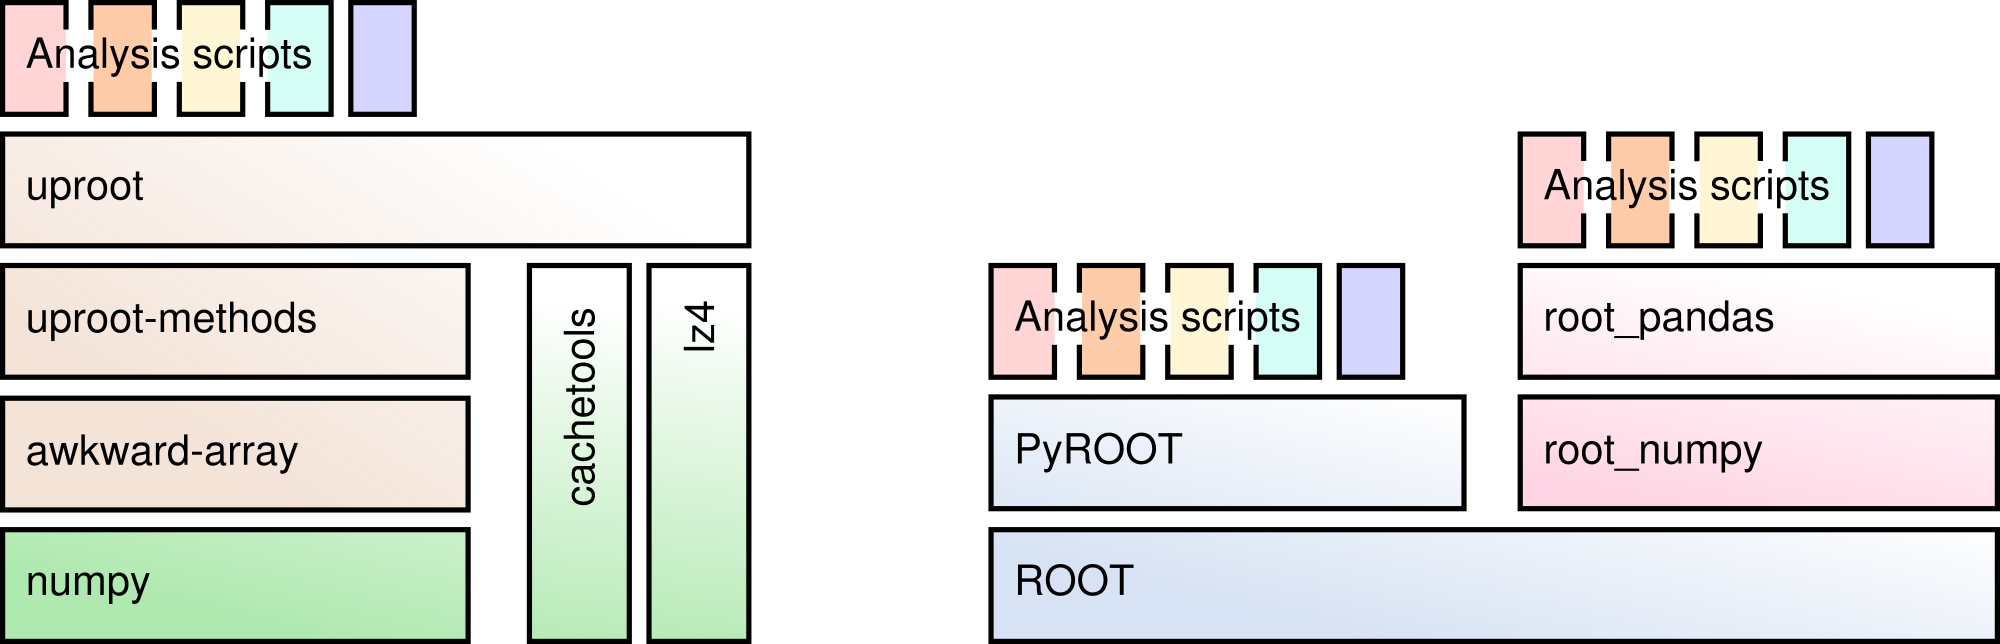 Analysis scripts
uproot
uproot-methods
awkward-array
numpy
cachetools
lz4
Analysis scripts
PyROOT
ROOT
Analysis scripts
root_pandas
root_numpy